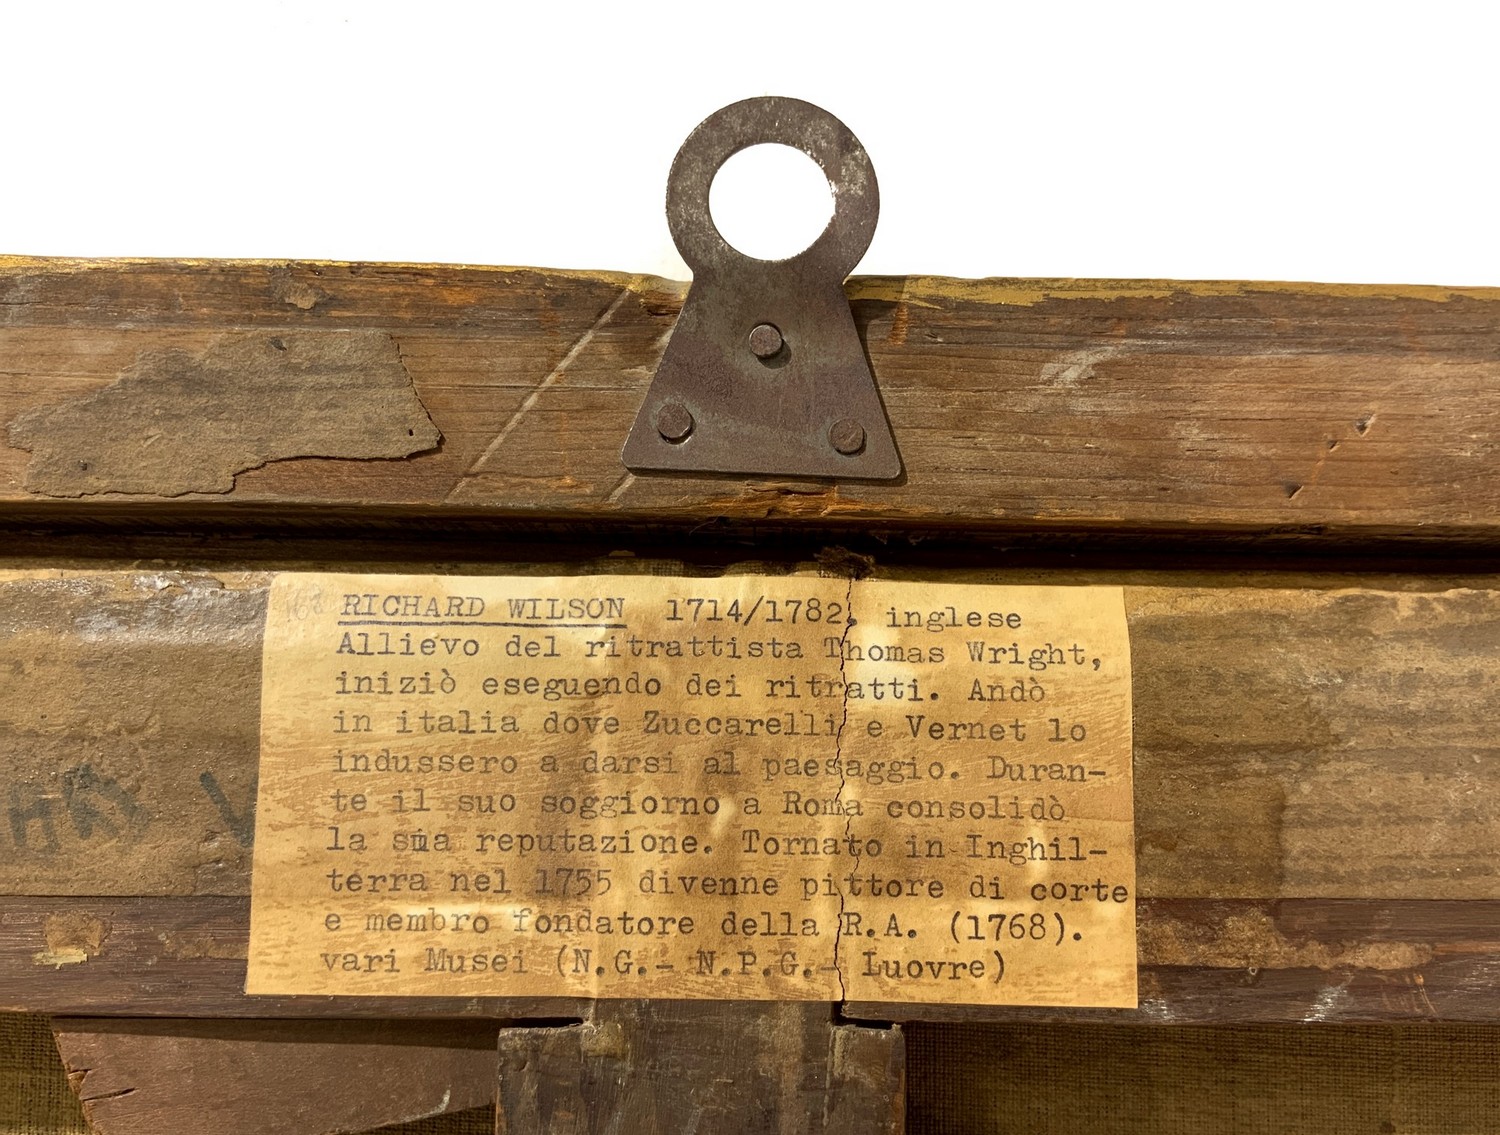 RICHARD WILSON 1714/1782. inglese
Allievo del ritrattista Thomas Wright,
iniziò eseguendo dei ritratti. Andò
in italia dove Zuccarelli e Vernet lo
indussero a darsi al paesaggio. Duran-
te il suo soggiorno a Roma consolidò
la sua reputazione. Tornato in Inghil-
terra nel 1755 divenne pittore di corte
e membro fondatore della R.A. (1768).
vari Musei (N.G.- N.P.G.- Luovre)